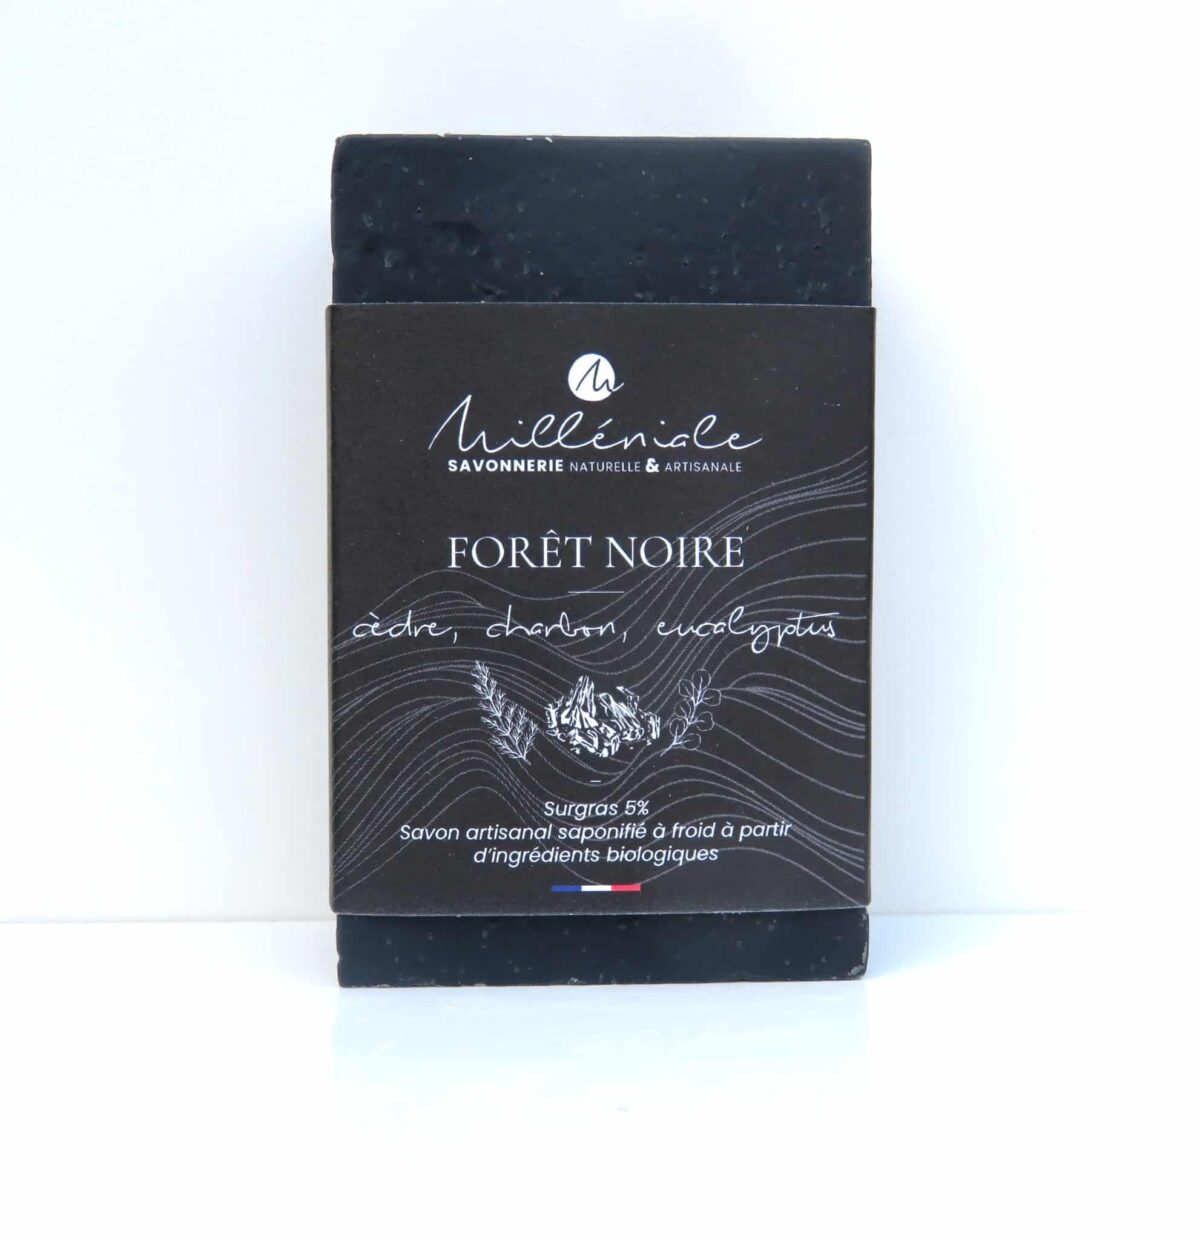 M
Milléniale
SAVONNERIE NATURELLE & ARTISANALE
FORÊT NOIRE
cèdre, charbon, eucalyptus
Surgras 5%
Savon artisanal saponifié à froid à partir
d'ingrédients biologiques